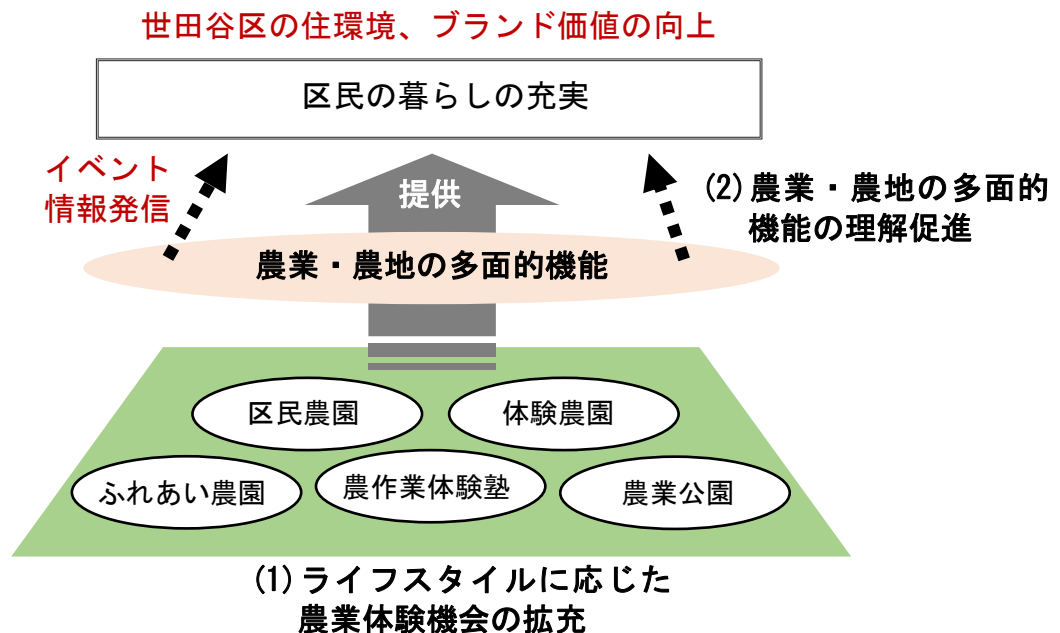 世田谷区の住環境、ブランド価値の向上
区民の暮らしの充実
イベント
情報発信
提供
(2)農業・農地の多面的
機能の理解促進
農業・農地の多面的機能
区民農園
体験農園
ふれあい農園
農作業体験塾
農業公園
(1)ライフスタイルに応じた
農業体験機会の拡充